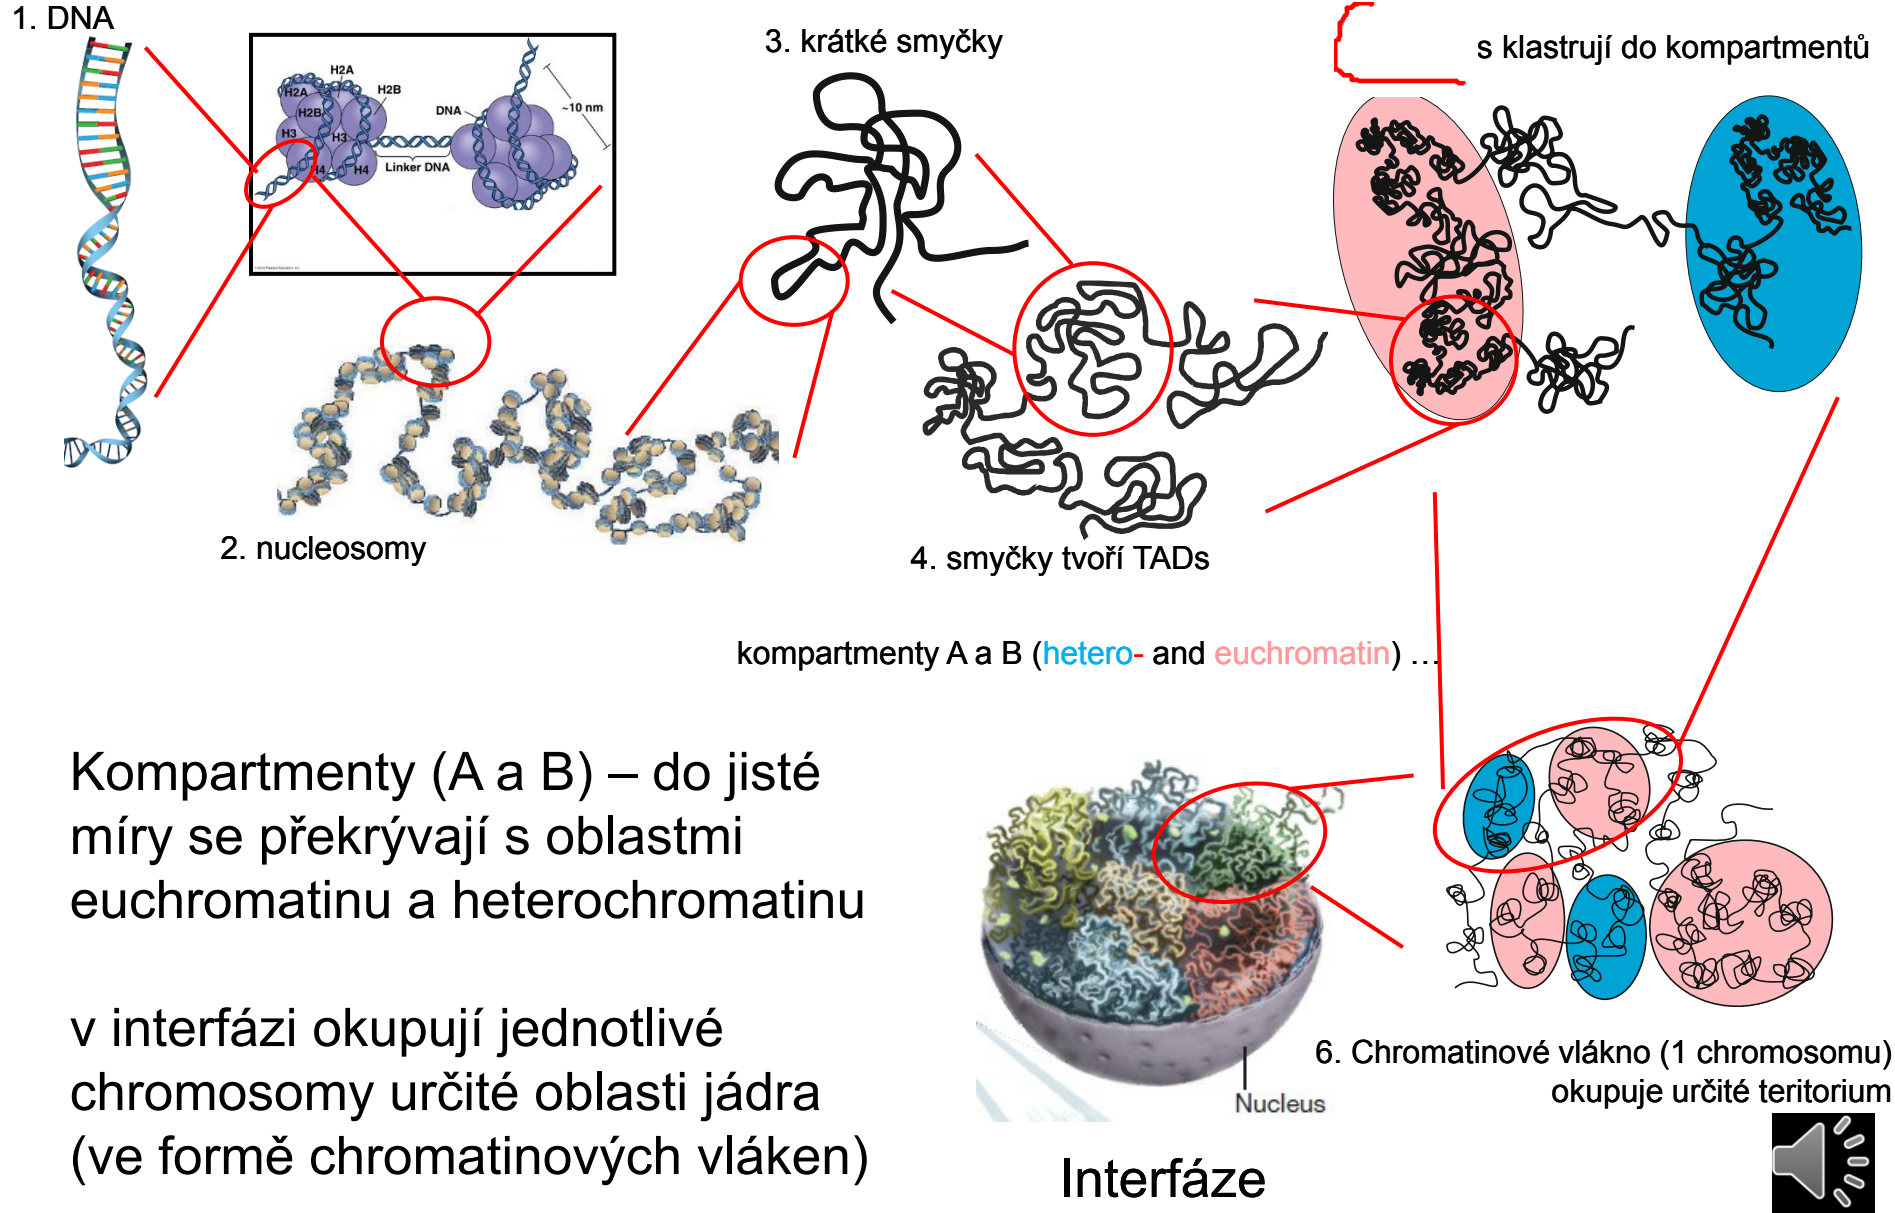 1. DNA
H2A
H2A
H2B
H2B
H3
H3
H4
H4
DNA
~10 nm
Linker DNA
2. nucleosomy
3. krátké smyčky
4. smyčky tvoří TADs
s klastrují do kompartmentů
kompartmenty A a B (hetero- and euchromatin) …
Kompartmenty (A a B) – do jisté
míry se překrývají s oblastmi
euchromatinu a heterochromatinu
v interfázi okupují jednotlivé
chromosomy určité oblasti jádra
(ve formě chromatinových vláken)
Nucleus
Interfáze
6. Chromatinové vlákno (1 chromosomu)
okupuje určité teritorium